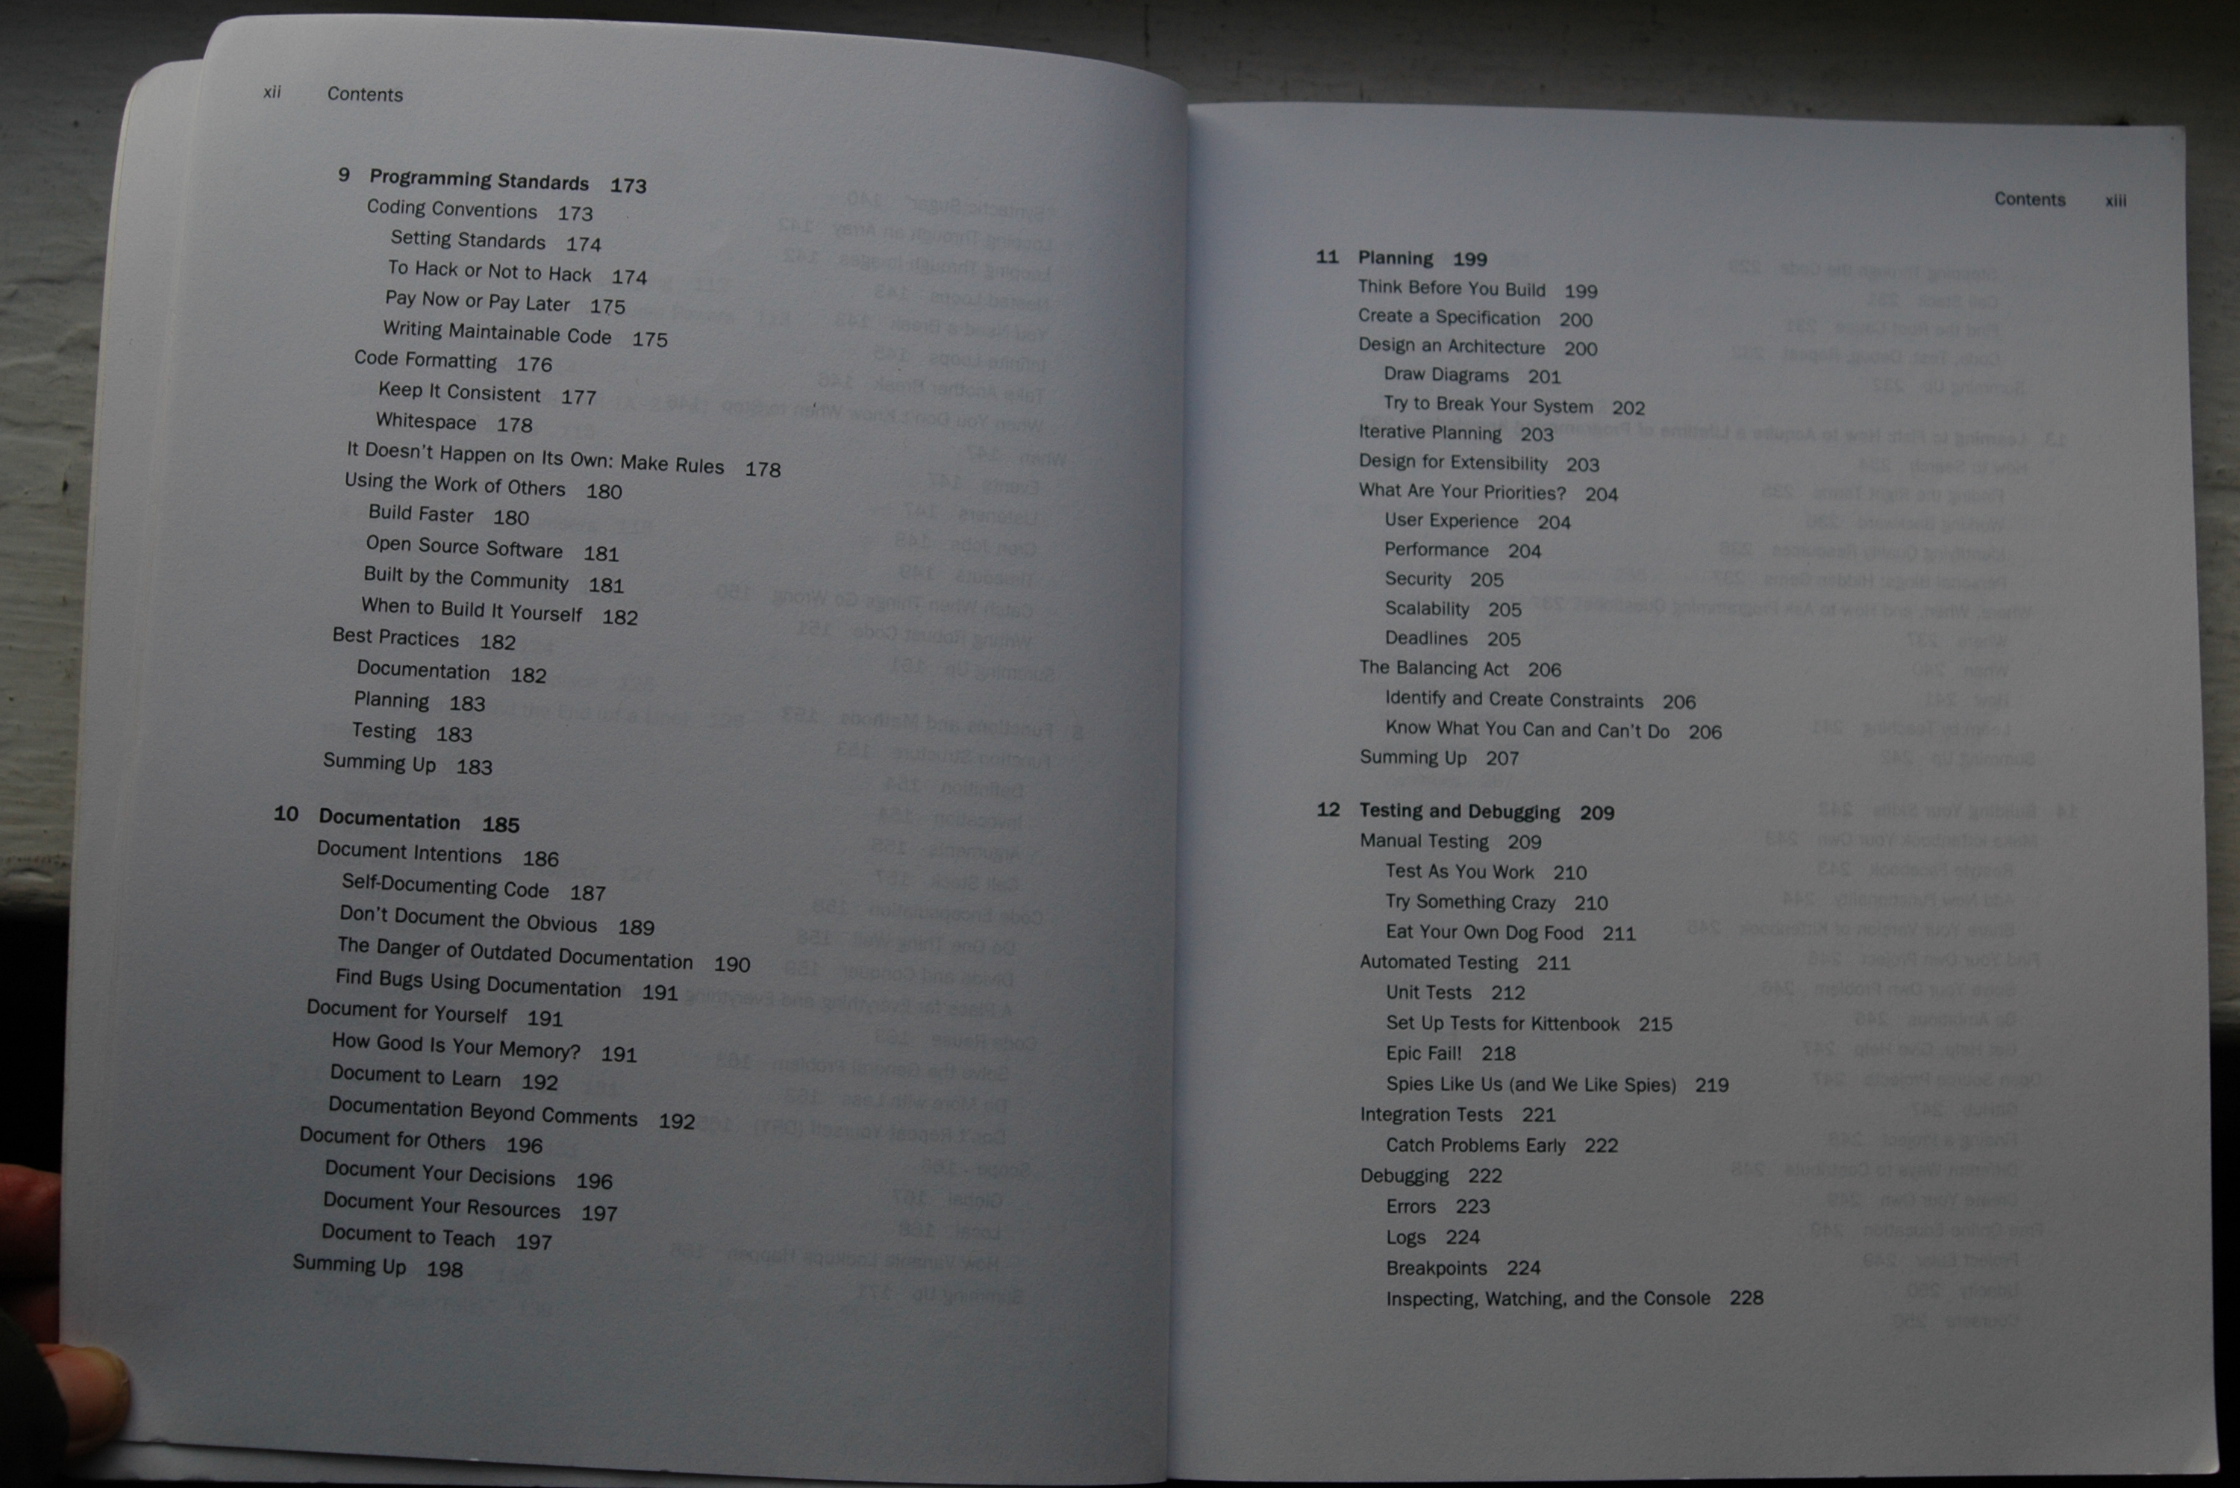 xii Contents
9 Programming Standards 173
Coding Conventions 173
Setting Standards 174
To Hack or Not to Hack 174
Pay Now or Pay Later 175
Writing Maintainable Code 175
Code Formatting 176
Keep It Consistent 177
Whitespace 178
It Doesn't Happen on Its Own: Make Rules 178
Using the Work of Others 180
Build Faster 180
Open Source Software 181
Built by the Community 181
When to Build It Yourself 182
Best Practices 182
Documentation 182
Planning 183
Testing 183
Summing Up 183
10 Documentation 185
Document Intentions 186
Self-Documenting Code 187
Don't Document the Obvious 189
The Danger of Outdated Documentation 190
Find Bugs Using Documentation 191
Document for Yourself 191
How Good Is Your Memory? 191
Document to Learn 192
Documentation Beyond Comments 192
Document for Others 196
Document Your Decisions 196
Document Your Resources 197
Document to Teach 197
Summing Up 198
Contents xiii
11 Planning 199
Think Before You Build 199
Create a Specification 200
Design an Architecture 200
Draw Diagrams 201
Try to Break Your System 202
Iterative Planning 203
Design for Extensibility 203
What Are Your Priorities? 204
User Experience 204
Performance 204
Security 205
Scalability 205
Deadlines 205
The Balancing Act 206
Identify and Create Constraints 206
Know What You Can and Can't Do 206
Summing Up 207
12 Testing and Debugging 209
Manual Testing 209
Test As You Work 210
Try Something Crazy 210
Eat Your Own Dog Food 211
Automated Testing 211
Unit Tests 212
Set Up Tests for Kittenbook 215
Epic Fail! 218
Spies Like Us (and We Like Spies) 219
Integration Tests 221
Catch Problems Early 222
Debugging 222
Errors 223
Logs 224
Breakpoints 224
Inspecting, Watching, and the Console 228